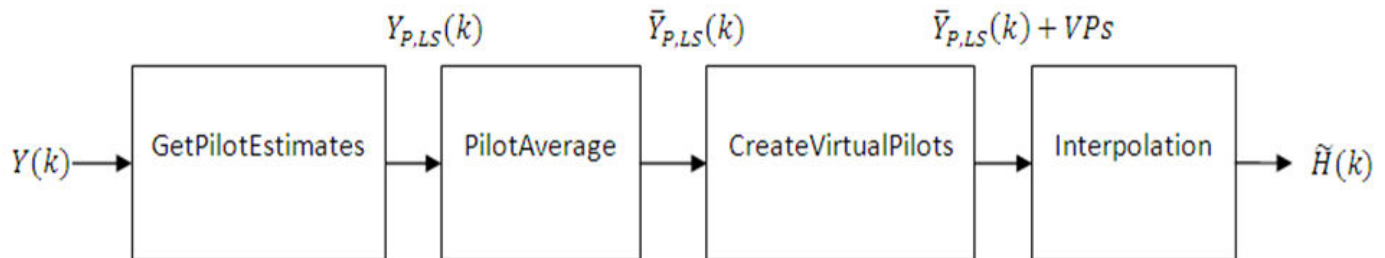 Y_{P,LS}(k) Ȳ_{P,LS}(k) Ȳ_{P,LS}(k) + VPs
Y(k) GetPilotEstimates PilotAverage CreateVirtualPilots Interpolation H̃(k)